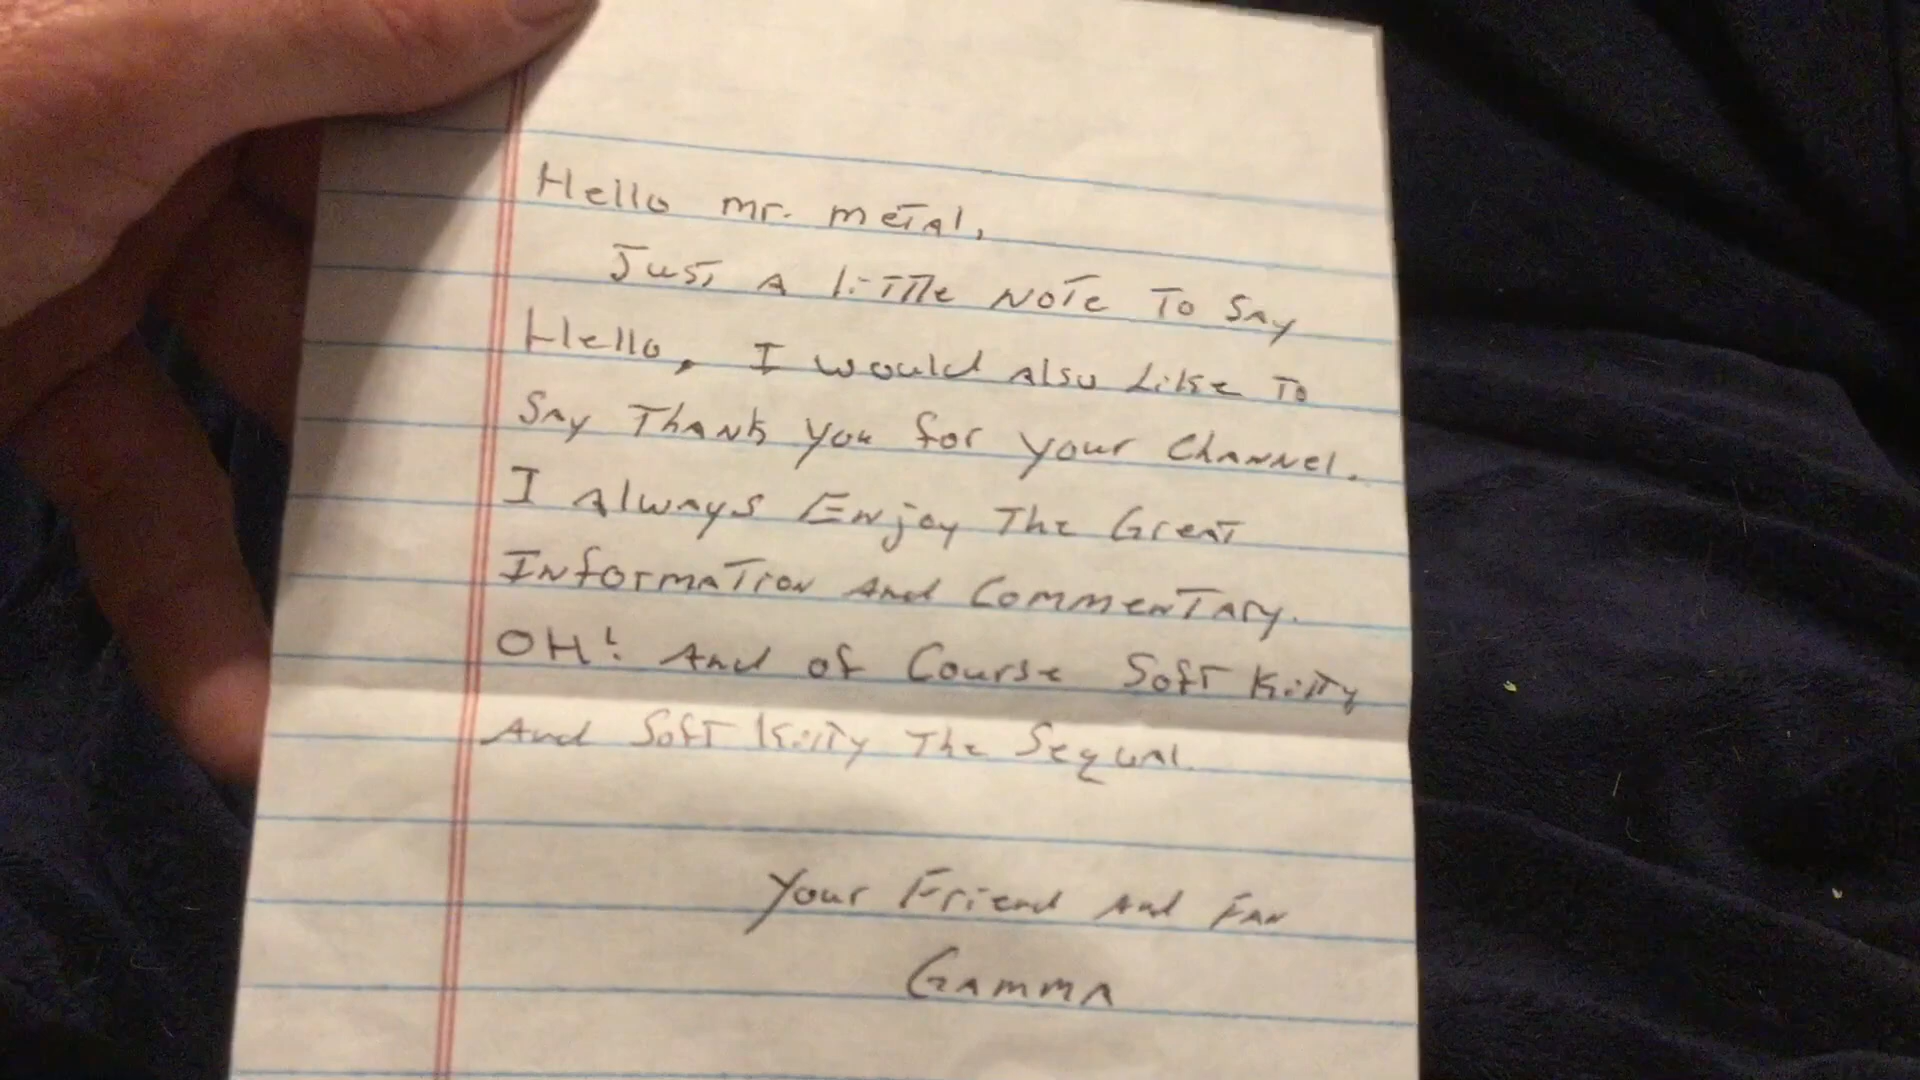 Hello mr. metal,
Just A little Note To Say
Hello, I would also Like To
Say Thank you for your Channel.
I Always Enjoy The Great
Information And Commentary.
OH! And of Course Soft Kitty
And Soft Kitty The Sequal.
Your Friend And Fan
Gamma